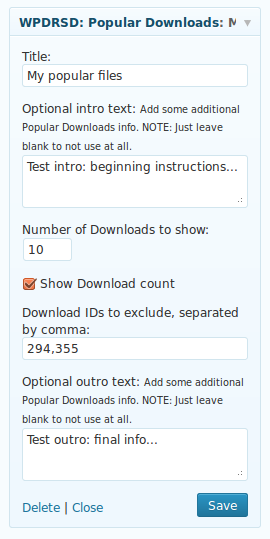 WPDRSD: Popular Downloads: M
Title:
My popular files
Optional intro text: Add some additional
Popular Downloads info. NOTE: Just leave
blank to not use at all.
Test intro: beginning instructions...
Number of Downloads to show:
10
Show Download count
Download IDs to exclude, separated
by comma:
294,355
Optional outro text: Add some additional
Popular Downloads info. NOTE: Just leave
blank to not use at all.
Test outro: final info...
Delete | Close
Save